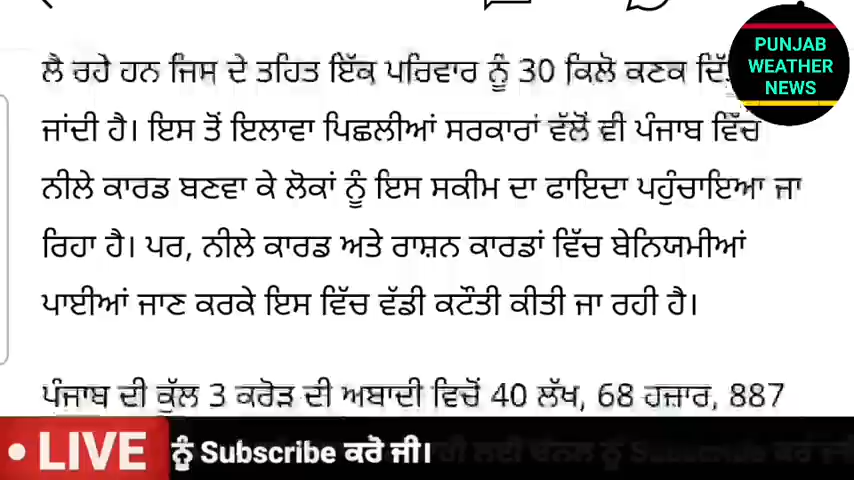 ਲੈ ਰਹੇ ਹਨ ਜਿਸ ਦੇ ਤਹਿਤ ਇੱਕ ਪਰਿਵਾਰ ਨੂੰ 30 ਕਿਲੋ ਕਣਕ
ਜਾਂਦੀ ਹੈ। ਇਸ ਤੋਂ ਇਲਾਵਾ ਪਿਛਲੀਆਂ ਸਰਕਾਰਾਂ ਵੱਲੋਂ ਵੀ ਪੰਜਾਬ ਵਿੱਚ
ਨੀਲੇ ਕਾਰਡ ਬਣਵਾ ਕੇ ਲੋਕਾਂ ਨੂੰ ਇਸ ਸਕੀਮ ਦਾ ਫਾਇਦਾ ਪਹੁੰਚਾਇਆ ਜਾ
ਰਿਹਾ ਹੈ। ਪਰ, ਨੀਲੇ ਕਾਰਡ ਅਤੇ ਰਾਸ਼ਨ ਕਾਰਡਾਂ ਵਿੱਚ ਬੇਨਿਯਮੀਆਂ
ਪਾਈਆਂ ਜਾਣ ਕਰਕੇ ਇਸ ਵਿੱਚ ਵੱਡੀ ਕਟੌਤੀ ਕੀਤੀ ਜਾ ਰਹੀ ਹੈ।
ਪੰਜਾਬ ਦੀ ਕੁੱਲ 3 ਕਰੋੜ ਦੀ ਅਬਾਦੀ ਵਿਚੋਂ 40 ਲੱਖ, 68 ਹਜ਼ਾਰ, 887
PUNJAB
WEATHER
NEWS
LIVE ਨੂੰ Subscribe ਕਰੋ ਜੀ।